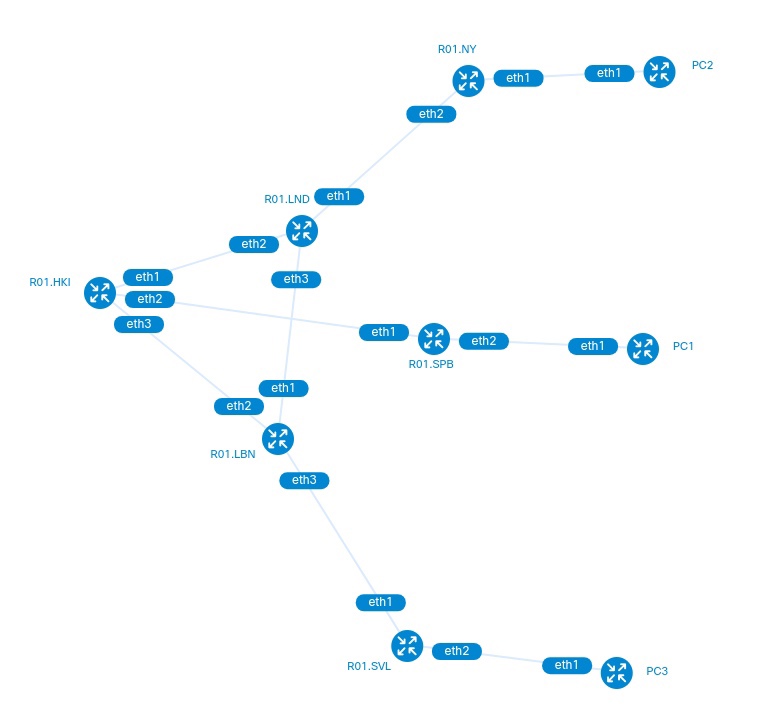 R01.NY
PC2
eth1
eth1
eth2
eth1
R01.LND
eth2
eth3
R01.HKI
eth1
eth2
eth3
eth1
eth2
eth1
PC1
R01.SPB
eth1
eth2
R01.LBN
eth3
eth1
R01.SVL
eth2
eth1
PC3